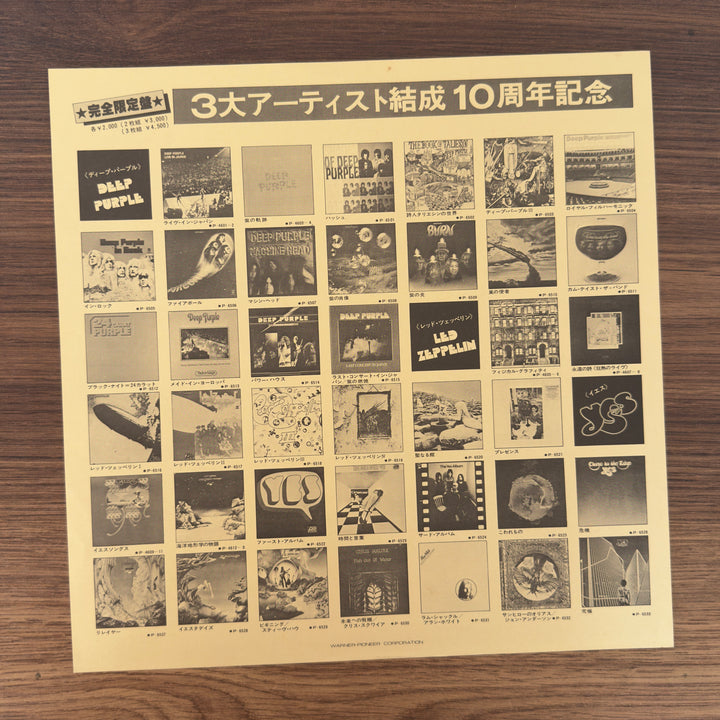 ★完全限定盤★
3大アーティスト結成10周年記念
各¥2,000(2枚組 ¥3,000)
(3枚組 ¥4,500)
《ディープ・パープル》
DEEP
PURPLE
ライヴ・イン・ジャパン
紫の軌跡
ハッシュ
詩人タリエシンの世界
ディープ・パープルⅢ
ロイヤル・フィルハーモニック
イン・ロック
ファイアボール
マシン・ヘッド
紫の肖像
紫の炎
嵐の使者
カム・テイスト・ザ・バンド
ブラック・ナイト=24カラット
メイド・イン・ヨーロッパ
パワー・ハウス
ラスト・コンサート・イン・ジャパン/紫の燃焼
《レッド・ツェッペリン》
LED
ZEPPELIN
フィジカル・グラフィティ
永遠の詩(狂熱のライヴ)
レッド・ツェッペリンⅠ
レッド・ツェッペリンⅡ
レッド・ツェッペリンⅢ
レッド・ツェッペリンⅣ
聖なる館
プレゼンス
《イエス》
yes
イエスソングス
海洋地形学の物語
ファースト・アルバム
時間と言葉
サード・アルバム
こわれもの
危機
リレイヤー
イエスタデイズ
ビギニング/
スティーヴ・ハウ
未来への祝福/
クリス・スクワイア
ラム・シャックル/
アラン・ホワイト
サンヒローのオリアス/
ジョン・アンダーソン
究極
WARNER-PIONEER CORPORATION